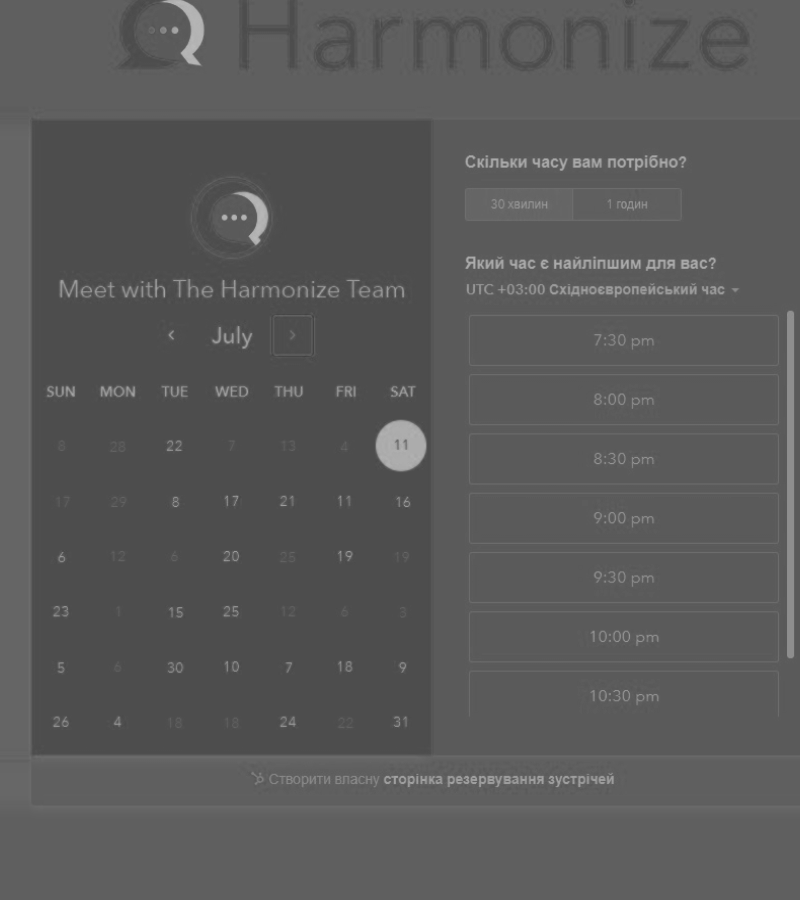 Harmonize
Meet with The Harmonize Team
July
SUN MON TUE WED THU FRI SAT
8 28 22 7 13 4 11
17 29 8 17 21 11 16
6 12 6 20 25 19 19
23 1 15 25 12 6 3
5 6 30 10 7 18 9
26 4 18 18 24 22 31
Скільки часу вам потрібно?
30 хвилин 1 годин
Який час є найліпшим для вас?
UTC +03:00 Східноєвропейський час
7:30 pm
8:00 pm
8:30 pm
9:00 pm
9:30 pm
10:00 pm
10:30 pm
Створити власну сторінка резервування зустрічей